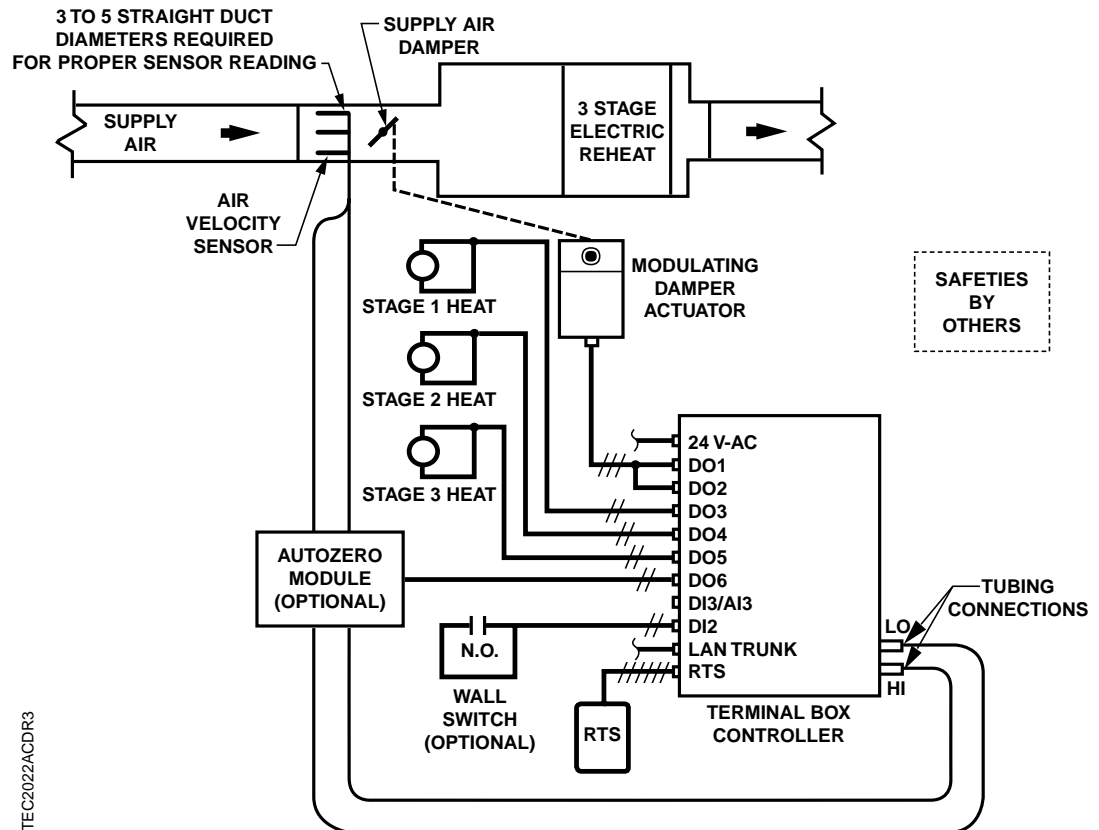 3 TO 5 STRAIGHT DUCT
DIAMETERS REQUIRED
FOR PROPER SENSOR READING
SUPPLY AIR
DAMPER
SUPPLY
AIR
3 STAGE
ELECTRIC
REHEAT
AIR
VELOCITY
SENSOR
STAGE 1 HEAT
MODULATING
DAMPER
ACTUATOR
SAFETIES
BY
OTHERS
STAGE 2 HEAT
STAGE 3 HEAT
24 V-AC
DO1
DO2
DO3
DO4
DO5
DO6
DI3/AI3
DI2
LAN TRUNK
RTS
AUTOZERO
MODULE
(OPTIONAL)
TUBING
CONNECTIONS
LO
HI
N.O.
WALL
SWITCH
(OPTIONAL)
RTS
TERMINAL BOX
CONTROLLER
TEC2022ACDR3